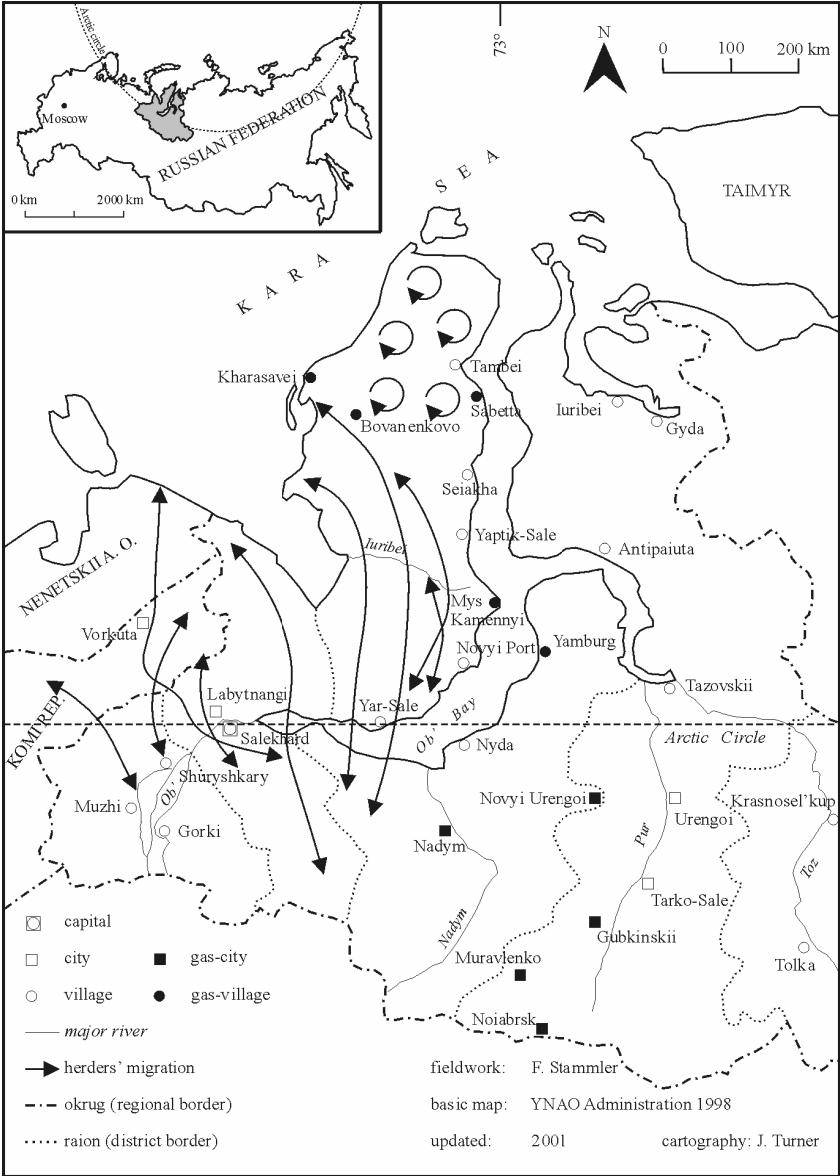 Arctic circle
Moscow
RUSSIAN FEDERATION
0 km
2000 km
73°
N
0
100
200 km
KARA SEA
TAIMYR
Kharasavei
Tambei
Sabetta
Bovanenkovo
Iuribei
Gyda
Seiakha
Yaptik-Sale
Antipaiuta
Iuribei
NENETSKII A. O.
Vorkuta
Mys
Kamennyi
Novyi Port
Yamburg
Tazovskii
Labytnangi
Yar-Sale
Ob' Bay
KOMI REP.
Salekhard
Nyda
Arctic Circle
Shuryshkary
Ob'
Muzhi
Gorki
Novyi Urengoi
Urengoi
Krasnosel'kup
Nadym
Pur
Toz
Tarko-Sale
Nadym
Gubkinskii
Muravlenko
Tolka
Noiabrsk
capital
city
gas-city
village
gas-village
major river
herders' migration
okrug (regional border)
raion (district border)
fieldwork: F. Stammler
basic map: YNAO Administration 1998
updated: 2001
cartography: J. Turner